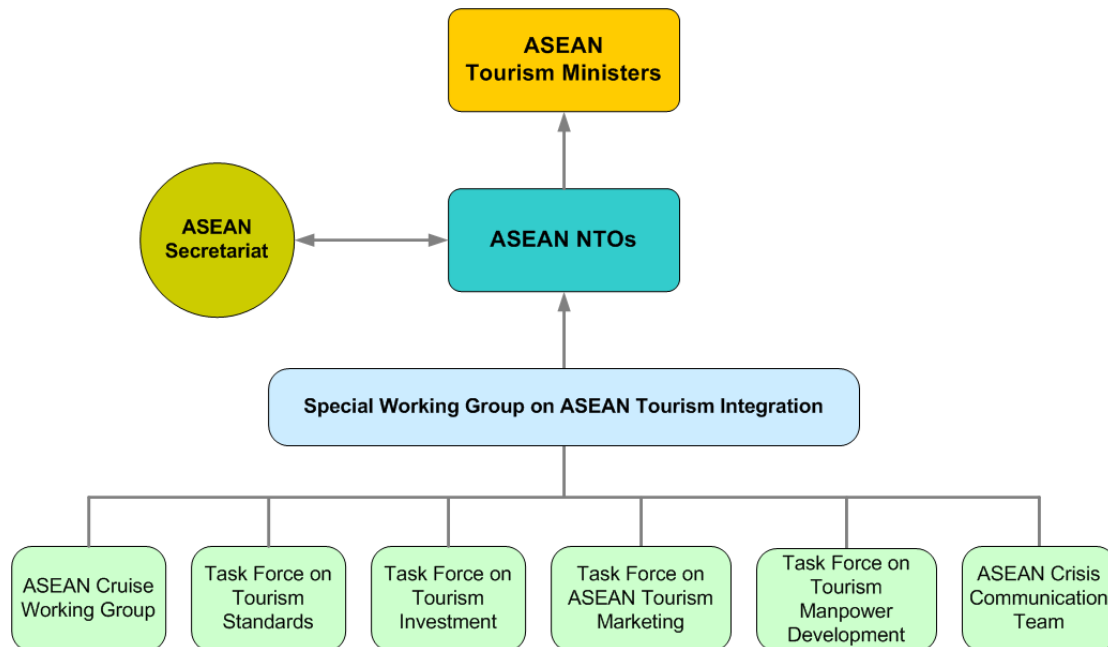 ASEAN
Tourism Ministers
ASEAN
Secretariat
ASEAN NTOs
Special Working Group on ASEAN Tourism Integration
ASEAN Cruise
Working Group
Task Force on
Tourism
Standards
Task Force on
Tourism
Investment
Task Force on
ASEAN Tourism
Marketing
Task Force on
Tourism
Manpower
Development
ASEAN Crisis
Communication
Team